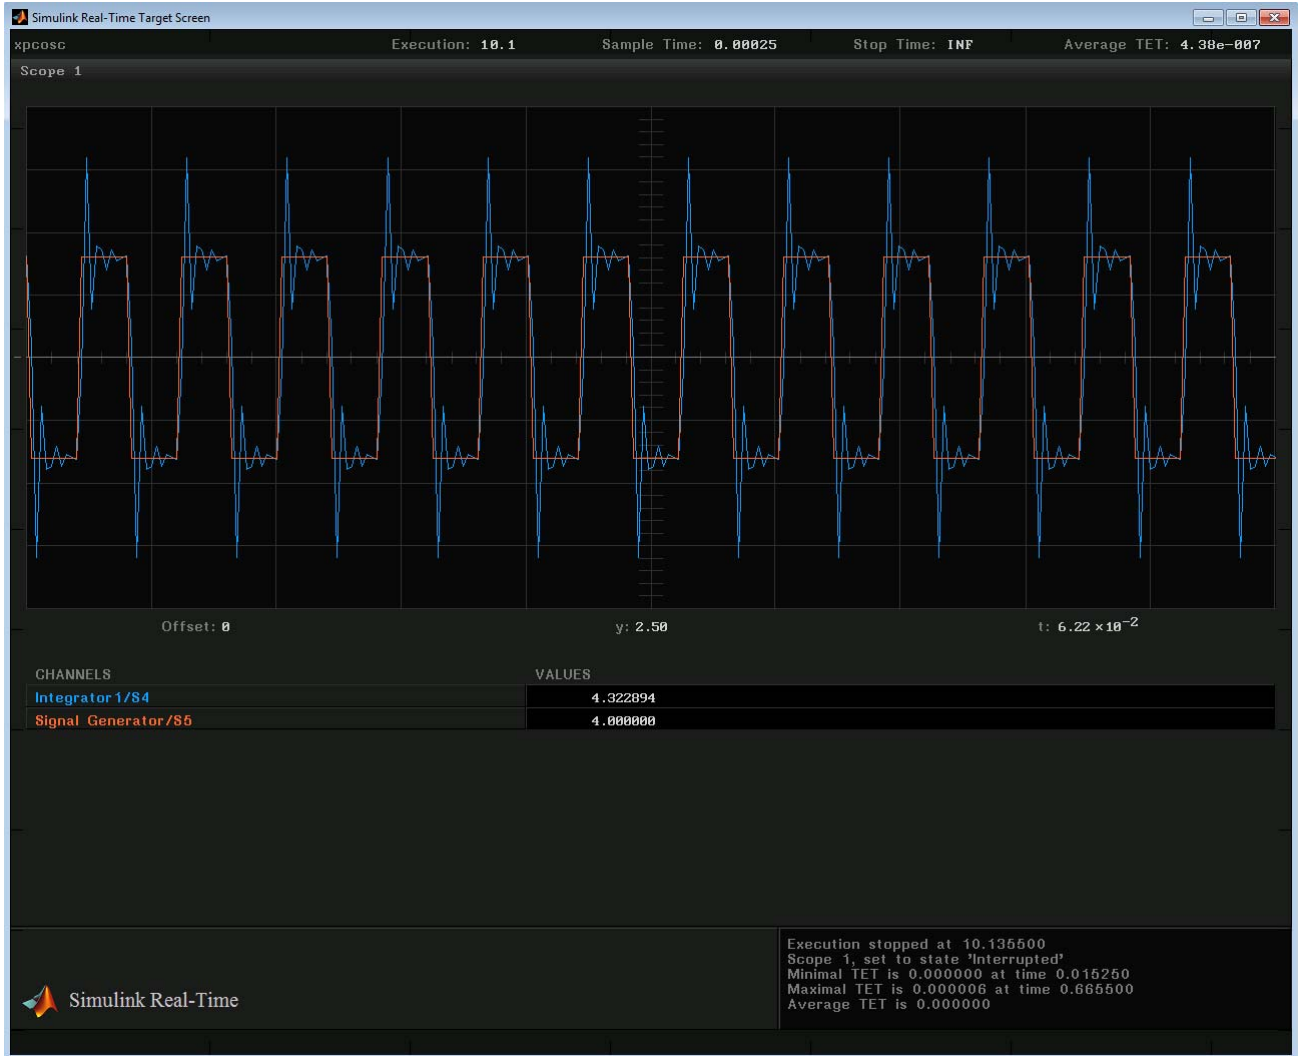 Simulink Real-Time Target Screen
xpcosc Execution: 10.1 Sample Time: 0.00025 Stop Time: INF Average TET: 4.38e-007
Scope 1
Offset: 0 y: 2.50 t: 6.22 × 10⁻²
CHANNELS VALUES
Integrator1/S4 4.322894
Signal Generator/S5 4.000000
Execution stopped at 10.135500
Scope 1, set to state 'Interrupted'
Minimal TET is 0.000000 at time 0.015250
Maximal TET is 0.000006 at time 0.665500
Average TET is 0.000000
Simulink Real-Time